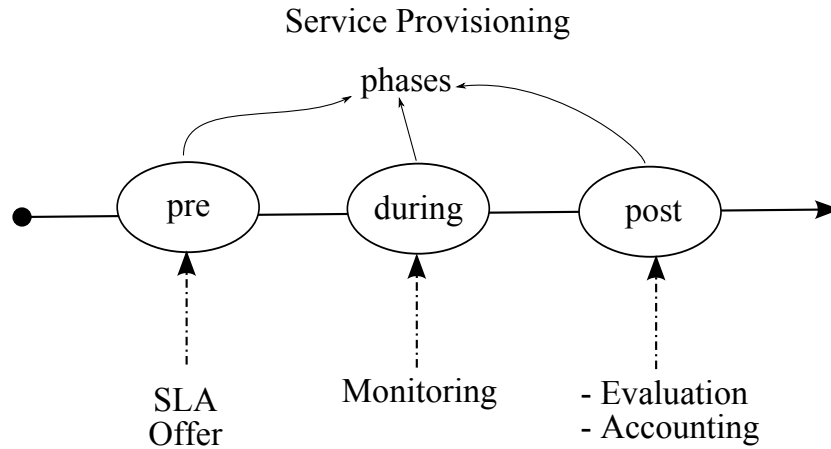 Service Provisioning
phases
pre
during
post
SLA
Offer
Monitoring
- Evaluation
- Accounting